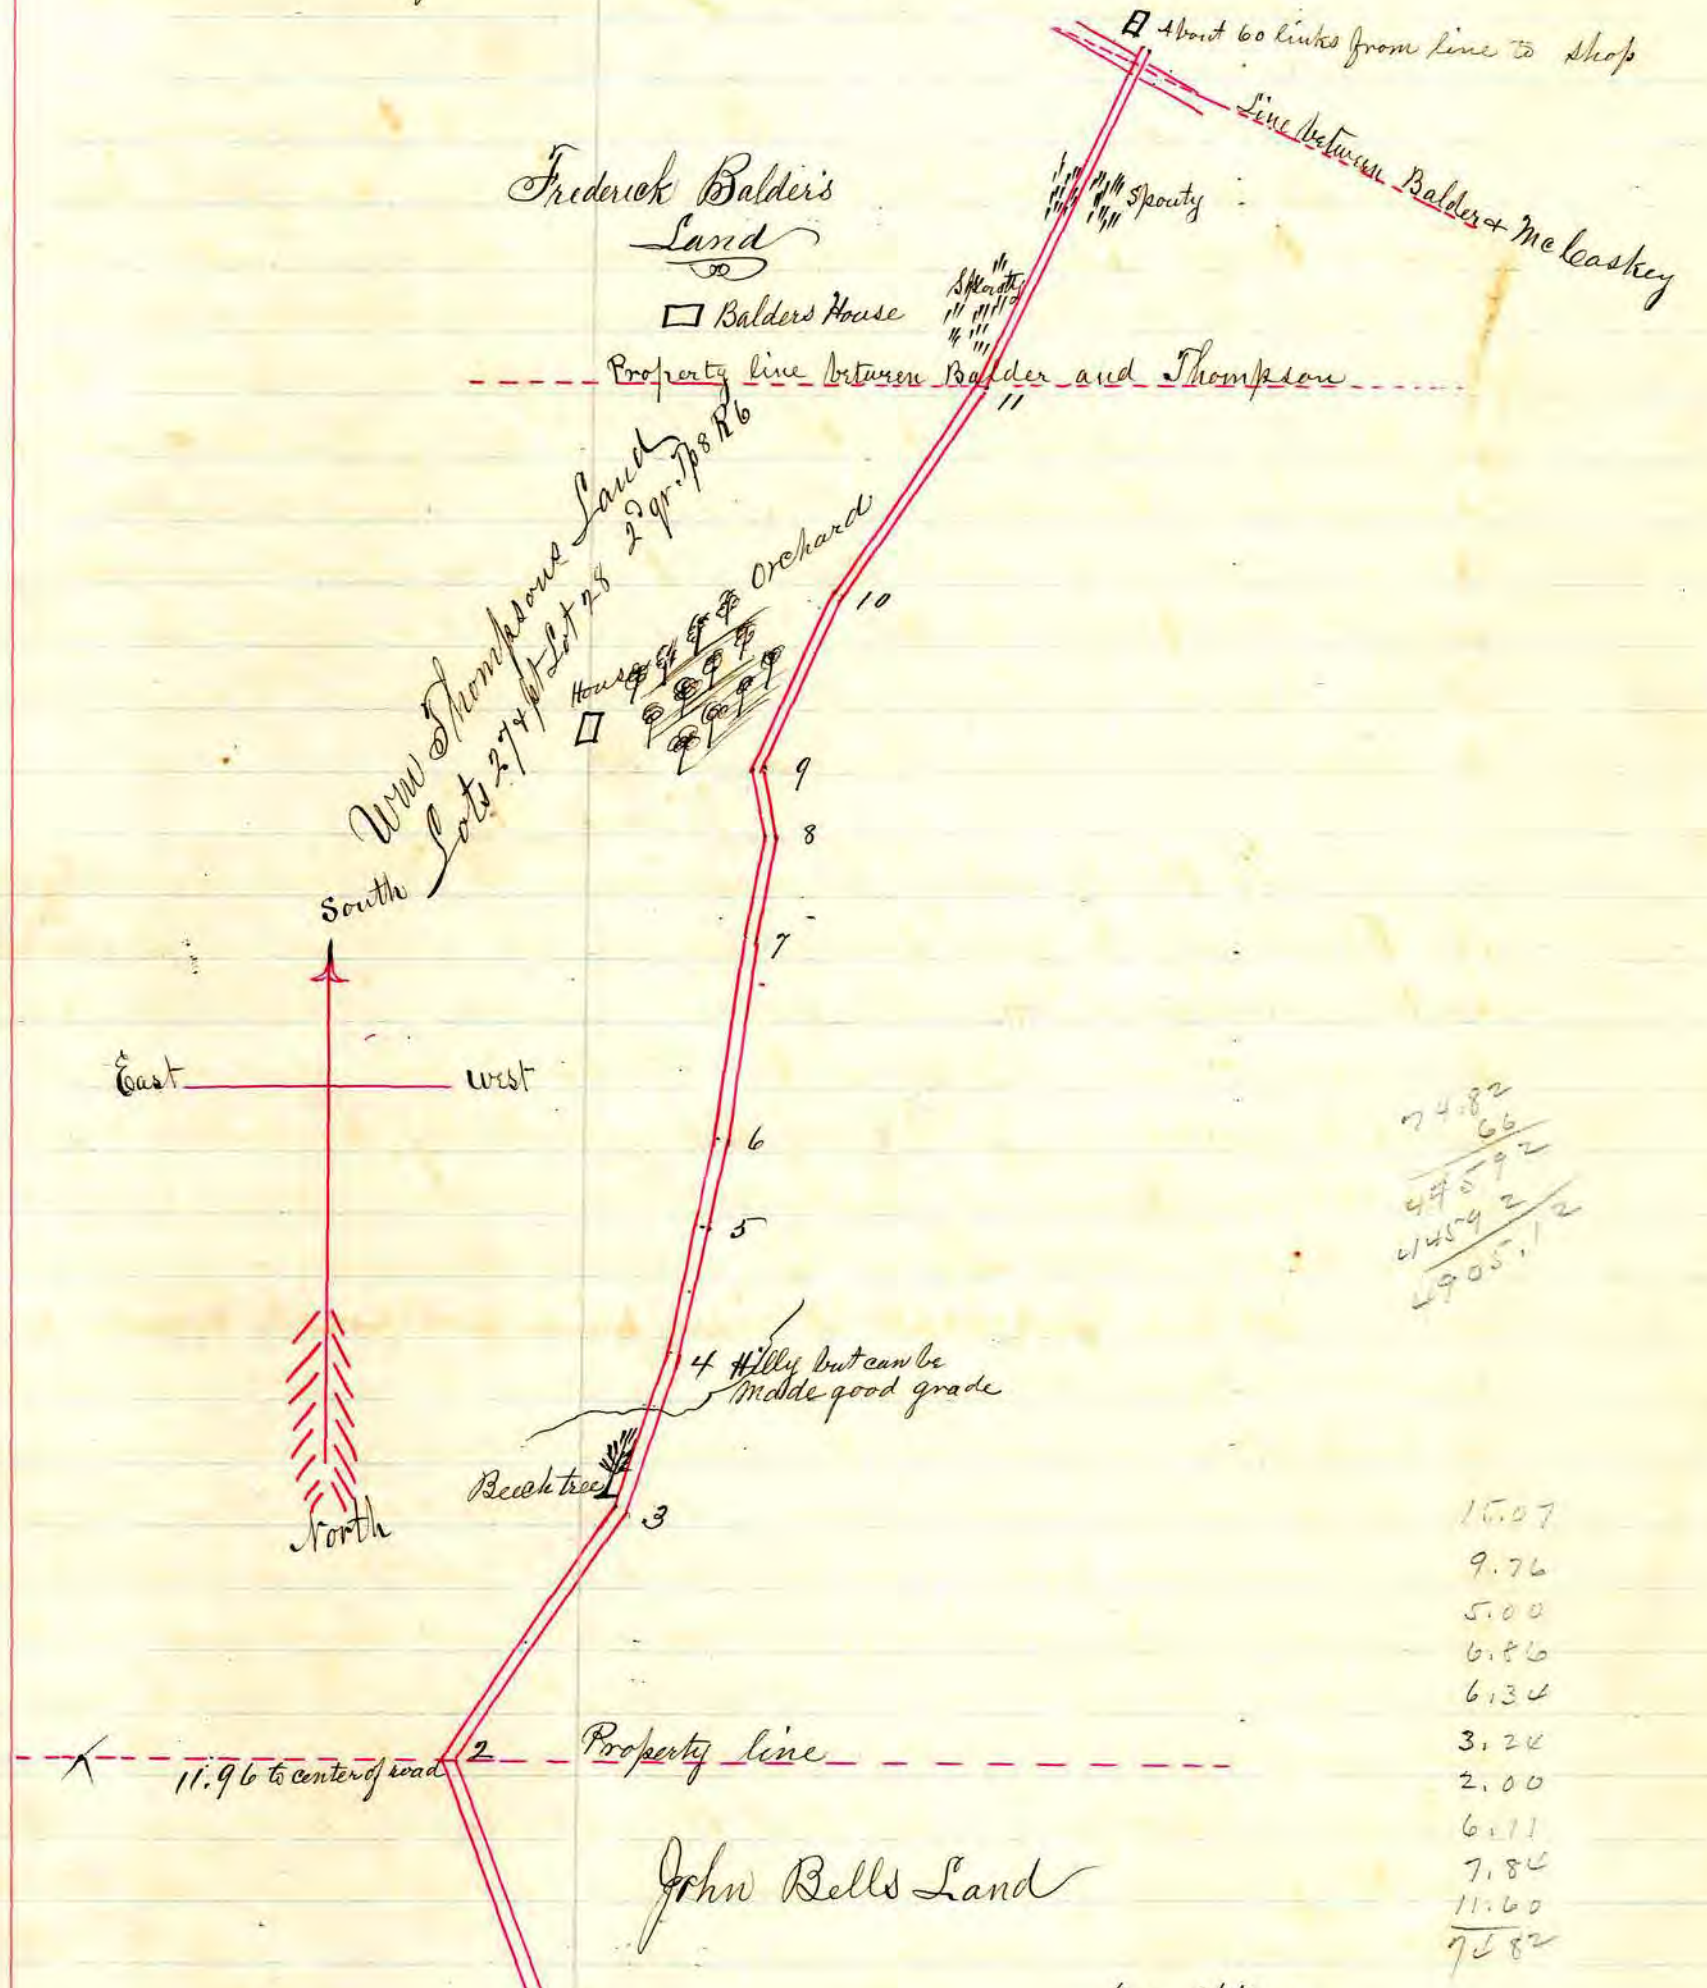 About 60 links from line to shop
Line between Balder & McCaskey
Spouty
Frederick Balder's
Land
Spouty
Balders House
Property line between Balder and Thompson
11
Wm Thompsons Land
Lots 27 & pt Lot 28 2d qr. Tp 8 R 6
Orchard
House
10
9
8
7
South
East
West
North
6
5
4
Hilly but can be
made good grade
Beech tree
3
2
Property line
11.96 to center of road
John Bells Land
74.82
66
44592
44592
4905.12
15.07
9.76
5.00
6.86
6.34
3.24
2.00
6.11
7.84
11.60
74 82